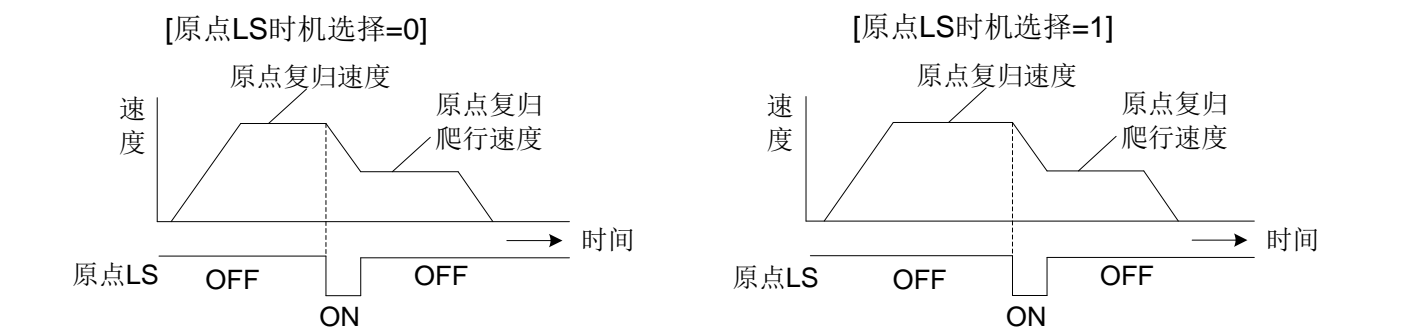 [原点LS时机选择=0]
原点复归速度
速度
原点复归
爬行速度
时间
原点LS
OFF
ON
OFF
[原点LS时机选择=1]
原点复归速度
速度
原点复归
爬行速度
时间
原点LS
OFF
ON
OFF